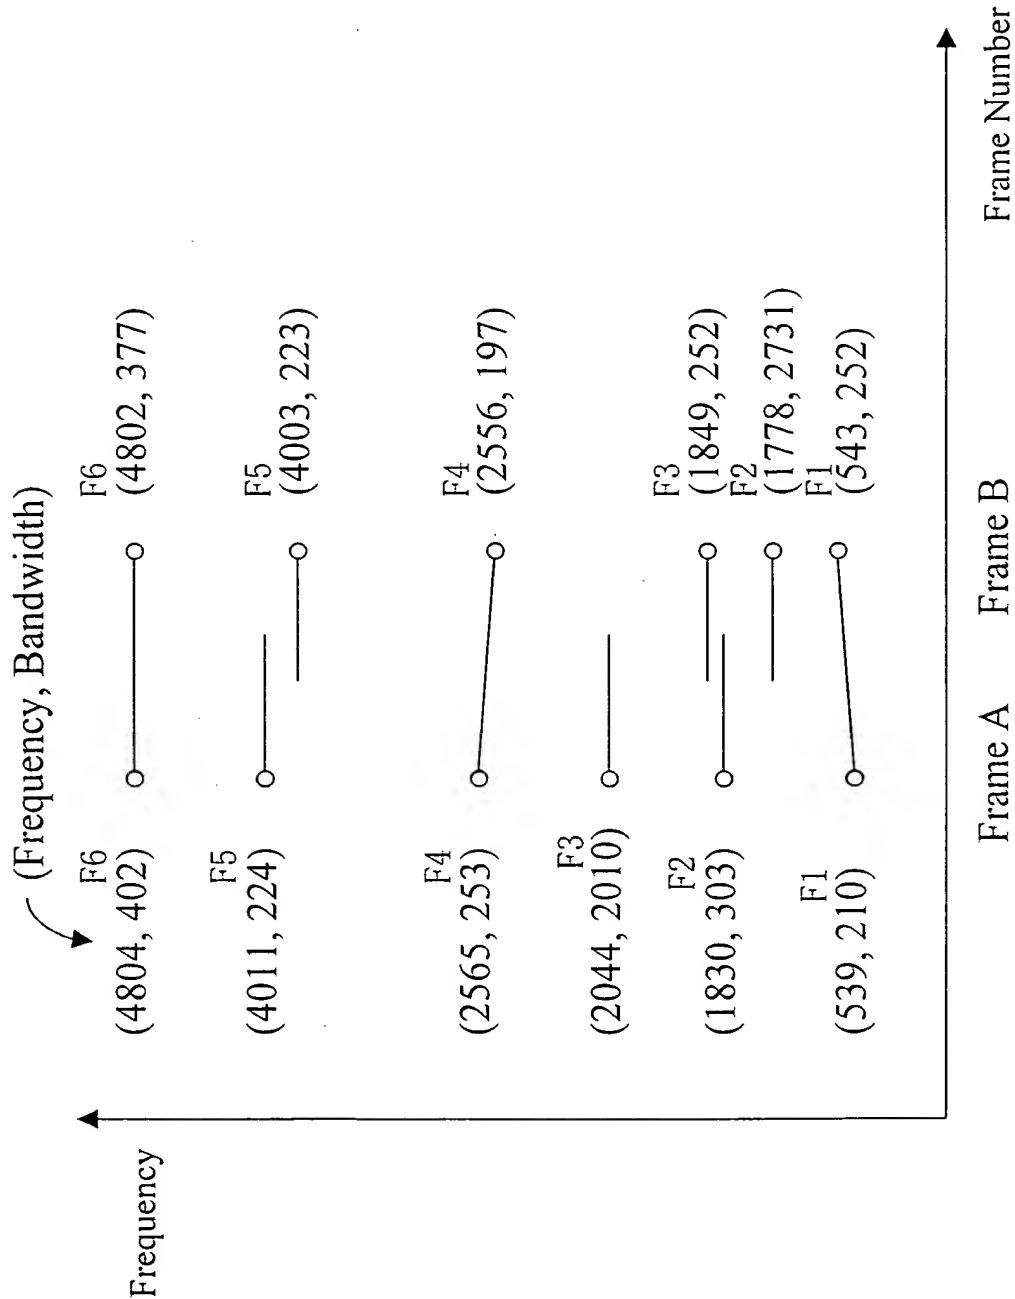 (Frequency, Bandwidth)
Frequency
F6
(4804, 402)
F6
(4802, 377)
F5
(4011, 224)
F5
(4003, 223)
F4
(2565, 253)
F4
(2556, 197)
F3
(2044, 2010)
F3
(1849, 252)
F2
(1830, 303)
F2
(1778, 2731)
F1
(539, 210)
F1
(543, 252)
Frame A
Frame B
Frame Number